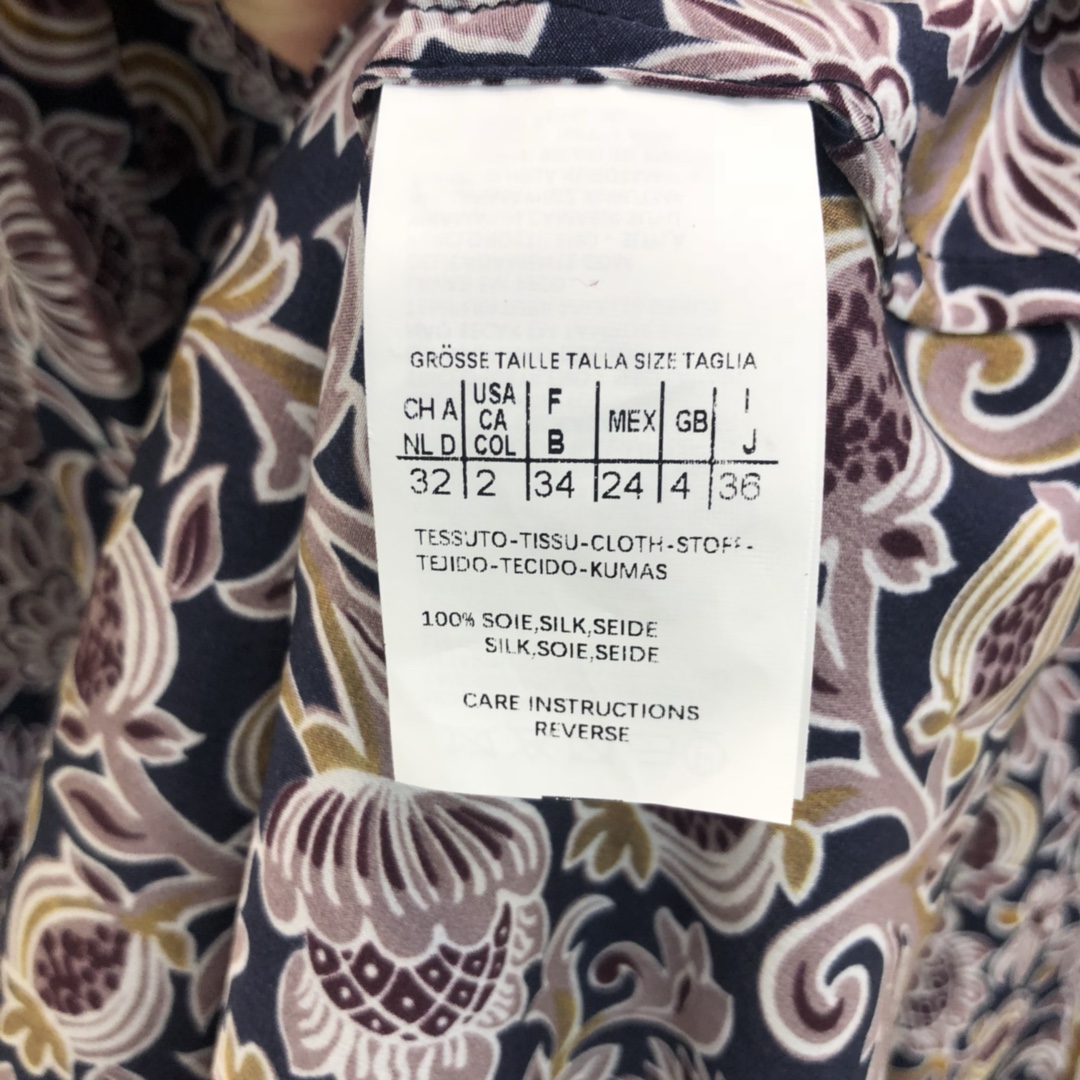 GRÖSSE TAILLE TALLA SIZE TAGLIA
CH A NL D | USA CA COL | F B | MEX | GB | I J
32 | 2 | 34 | 24 | 4 | 36
TESSUTO-TISSU-CLOTH-STOFF-
TEJIDO-TECIDO-KUMAS
100% SOIE,SILK,SEIDE
SILK,SOIE,SEIDE
CARE INSTRUCTIONS
REVERSE